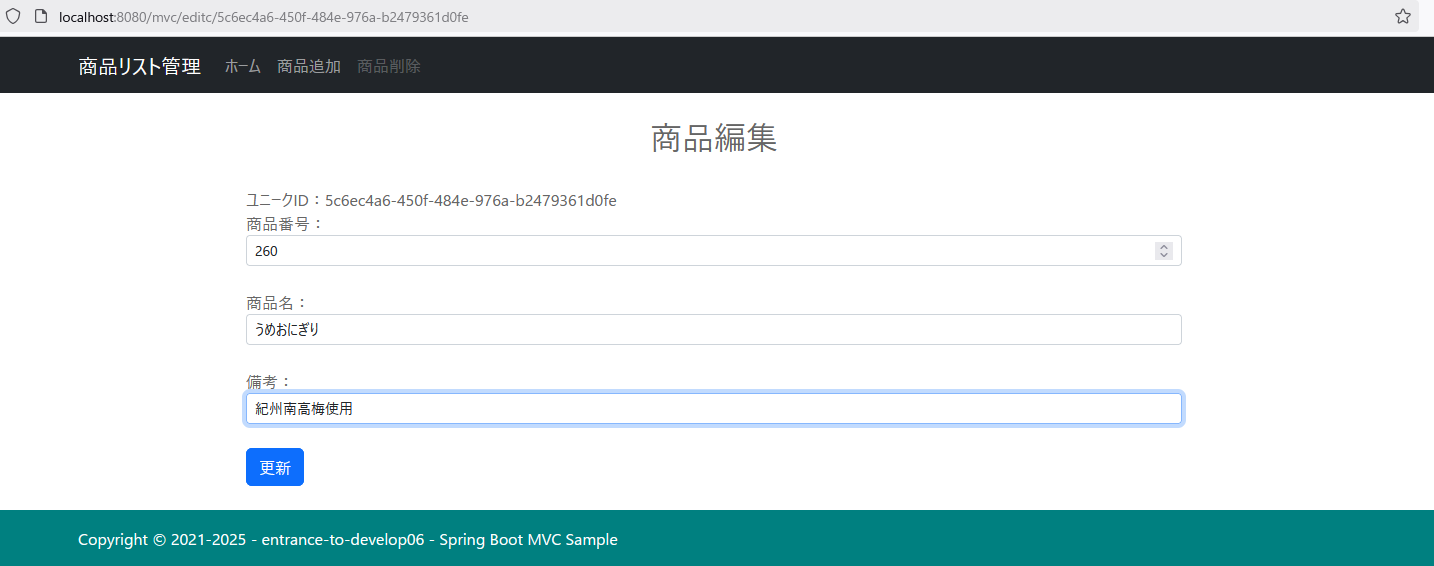 localhost:8080/mvc/editc/5c6ec4a6-450f-484e-976a-b2479361d0fe
商品リスト管理 ホーム 商品追加 商品削除
商品編集
ユニークID：5c6ec4a6-450f-484e-976a-b2479361d0fe
商品番号：
260
商品名：
うめおにぎり
備考：
紀州南高梅使用
更新
Copyright © 2021-2025 - entrance-to-develop06 - Spring Boot MVC Sample